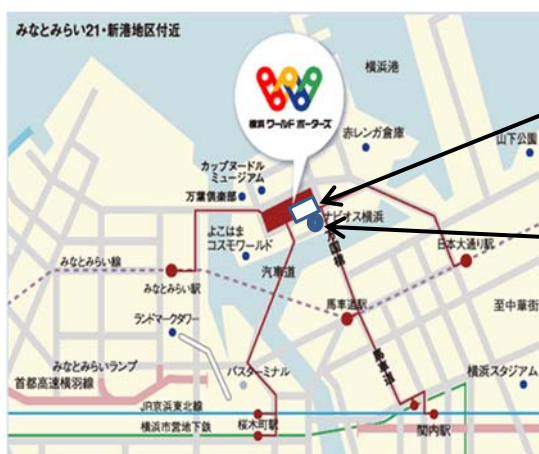 みなとみらい21・新港地区付近
横浜港
横浜 ワールド ポーターズ
赤レンガ倉庫
山下公園
カップヌードル
ミュージアム
万葉倶楽部
ナビオス横浜
よこはま
コスモワールド
万国橋
日本大通り駅
みなとみらい線
汽車道
みなとみらい駅
馬車道駅
至中華街
ランドマークタワー
馬車道
みなとみらいランプ
バスターミナル
横浜スタジアム
首都高速横羽線
JR京浜東北線
桜木町駅
関内駅
横浜市営地下鉄